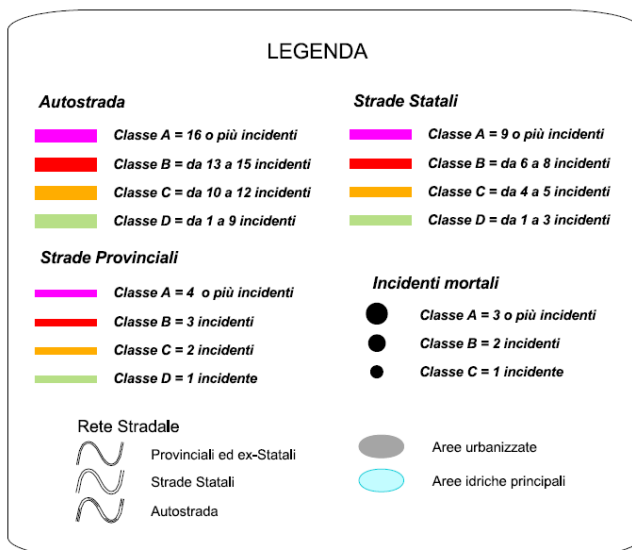 LEGENDA
Autostrada
Classe A = 16 o più incidenti
Classe B = da 13 a 15 incidenti
Classe C = da 10 a 12 incidenti
Classe D = da 1 a 9 incidenti
Strade Statali
Classe A = 9 o più incidenti
Classe B = da 6 a 8 incidenti
Classe C = da 4 a 5 incidenti
Classe D = da 1 a 3 incidenti
Strade Provinciali
Classe A = 4 o più incidenti
Classe B = 3 incidenti
Classe C = 2 incidenti
Classe D = 1 incidente
Incidenti mortali
Classe A = 3 o più incidenti
Classe B = 2 incidenti
Classe C = 1 incidente
Rete Stradale
Provinciali ed ex-Statali
Strade Statali
Autostrada
Aree urbanizzate
Aree idriche principali